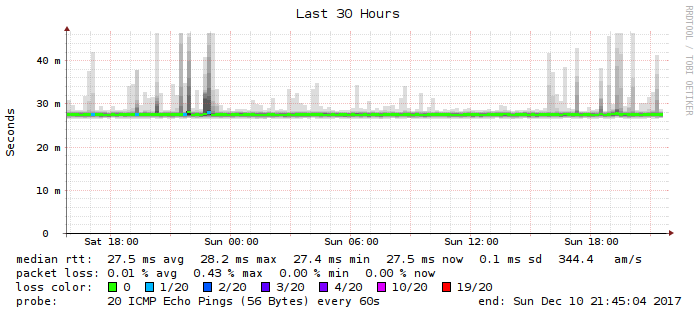 Last 30 Hours
RRDTOOL / TOBI OETIKER
Seconds
40 m
30 m
20 m
10 m
0
Sat 18:00 Sun 00:00 Sun 06:00 Sun 12:00 Sun 18:00
median rtt: 27.5 ms avg 28.2 ms max 27.4 ms min 27.5 ms now 0.1 ms sd 344.4 am/s
packet loss: 0.01 % avg 0.43 % max 0.00 % min 0.00 % now
loss color: 0 1/20 2/20 3/20 4/20 10/20 19/20
probe: 20 ICMP Echo Pings (56 Bytes) every 60s end: Sun Dec 10 21:45:04 2017